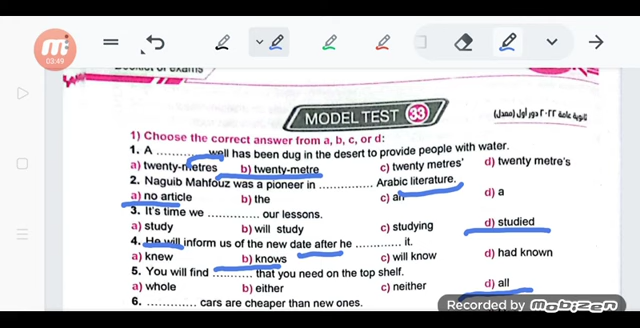 03:49
Booklet of exams
MODEL TEST 33
ثانوية عامة ٢٠٢٢ دور أول (معدل)
1) Choose the correct answer from a, b, c, or d:
1. A ............ well has been dug in the desert to provide people with water.
a) twenty-metres b) twenty-metre c) twenty metres' d) twenty metre's
2. Naguib Mahfouz was a pioneer in ............ Arabic literature.
a) no article b) the c) an d) a
3. It's time we ............ our lessons.
a) study b) will study c) studying d) studied
4. He will inform us of the new date after he ............ it.
a) knew b) knows c) will know d) had known
5. You will find ............ that you need on the top shelf.
a) whole b) either c) neither d) all
6. ............ cars are cheaper than new ones.
Recorded by Mobizen